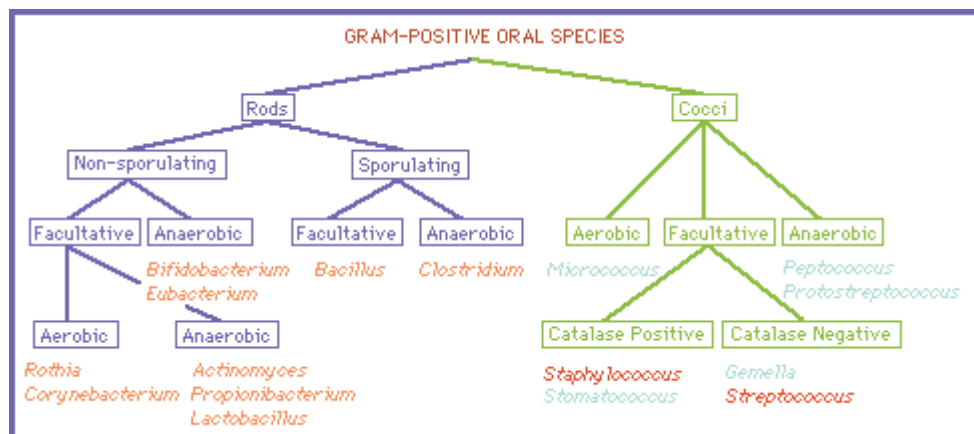 GRAM-POSITIVE ORAL SPECIES
Rods
Cocci
Non-sporulating
Sporulating
Facultative
Anaerobic
Facultative
Anaerobic
Aerobic
Facultative
Anaerobic
Bifidobacterium
Eubacterium
Bacillus
Clostridium
Micrococcus
Peptococcus
Protostreptococcus
Aerobic
Anaerobic
Catalase Positive
Catalase Negative
Rothia
Corynebacterium
Actinomyces
Propionibacterium
Lactobacillus
Staphylococcus
Stomatococcus
Gemella
Streptococcus